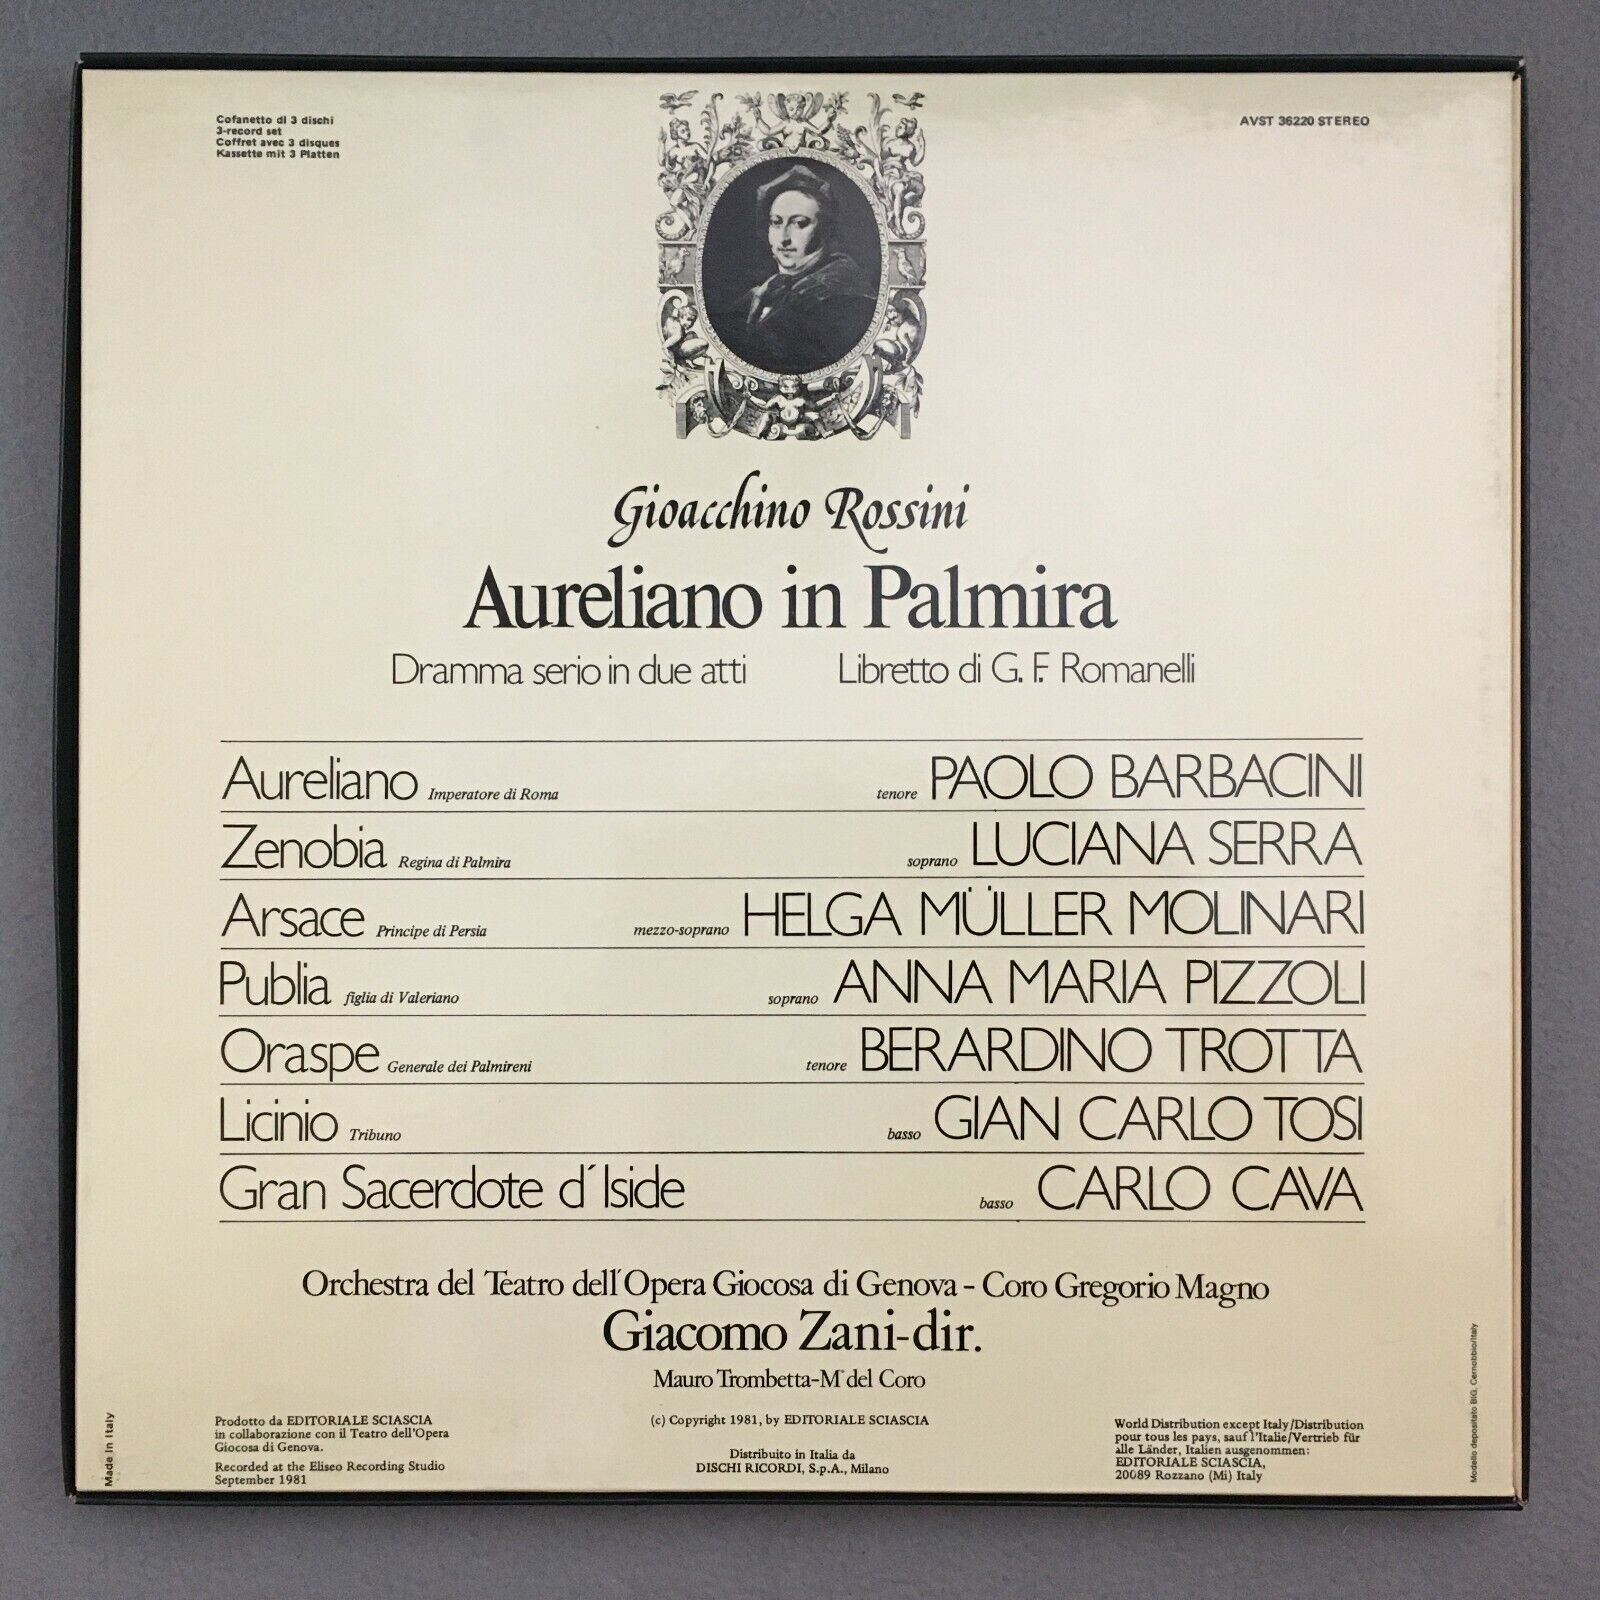 Cofanetto di 3 dischi
3-record set
Coffret avec 3 disques
Kassette mit 3 Platten
AVST 36220 STEREO
Gioacchino Rossini
Aureliano in Palmira
Dramma serio in due atti Libretto di G. F. Romanelli
Aureliano Imperatore di Roma tenore PAOLO BARBACINI
Zenobia Regina di Palmira soprano LUCIANA SERRA
Arsace Principe di Persia mezzo-soprano HELGA MÜLLER MOLINARI
Publia figlia di Valeriano soprano ANNA MARIA PIZZOLI
Oraspe Generale dei Palmireni tenore BERARDINO TROTTA
Licinio Tribuno basso GIAN CARLO TOSI
Gran Sacerdote d'Iside basso CARLO CAVA
Orchestra del Teatro dell'Opera Giocosa di Genova - Coro Gregorio Magno
Giacomo Zani-dir.
Mauro Trombetta-M° del Coro
Made in Italy
Prodotto da EDITORIALE SCIASCIA
in collaborazione con il Teatro dell'Opera
Giocosa di Genova.
Recorded at the Eliseo Recording Studio
September 1981
(c) Copyright 1981, by EDITORIALE SCIASCIA
Distribuito in Italia da
DISCHI RICORDI, S.p.A., Milano
World Distribution except Italy/Distribution
pour tous les pays, sauf l'Italie/Vertrieb für
alle Länder, Italien ausgenommen:
EDITORIALE SCIASCIA,
20089 Rozzano (Mi) Italy
Modello depositato BIG, Cernobbio/Italy